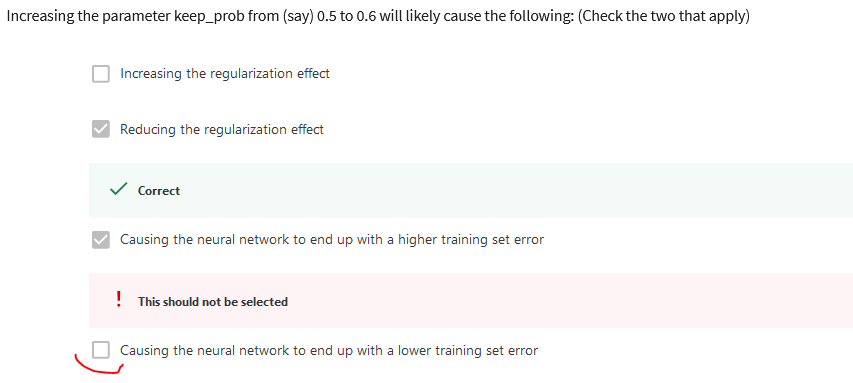 Increasing the parameter keep_prob from (say) 0.5 to 0.6 will likely cause the following: (Check the two that apply)
Increasing the regularization effect
Reducing the regularization effect
Correct
Causing the neural network to end up with a higher training set error
! This should not be selected
Causing the neural network to end up with a lower training set error